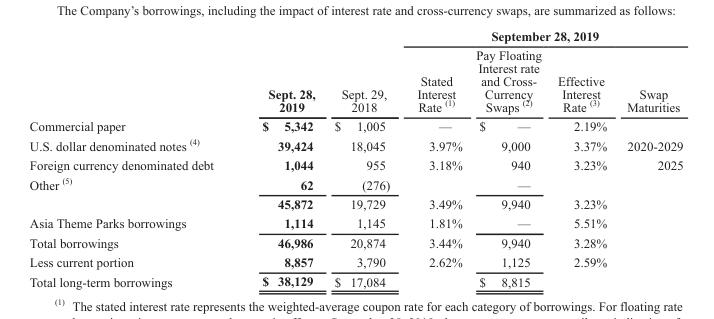 The Company's borrowings, including the impact of interest rate and cross-currency swaps, are summarized as follows:
September 28, 2019
Sept. 28, 2019 Sept. 29, 2018 Stated Interest Rate (1) Pay Floating Interest rate and Cross-Currency Swaps (2) Effective Interest Rate (3) Swap Maturities
Commercial paper $ 5,342 $ 1,005 — $ — 2.19%
U.S. dollar denominated notes (4) 39,424 18,045 3.97% 9,000 3.37% 2020-2029
Foreign currency denominated debt 1,044 955 3.18% 940 3.23% 2025
Other (5) 62 (276) —
45,872 19,729 3.49% 9,940 3.23%
Asia Theme Parks borrowings 1,114 1,145 1.81% — 5.51%
Total borrowings 46,986 20,874 3.44% 9,940 3.28%
Less current portion 8,857 3,790 2.62% 1,125 2.59%
Total long-term borrowings $ 38,129 $ 17,084 $ 8,815
(1) The stated interest rate represents the weighted-average coupon rate for each category of borrowings. For floating rate